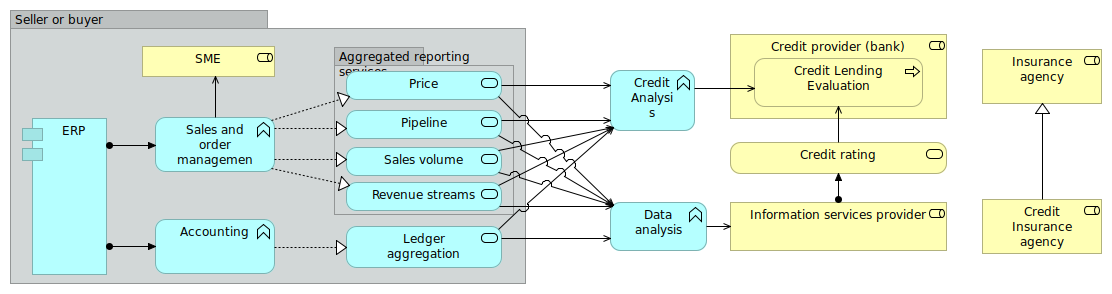 Seller or buyer
SME
Aggregated reporting
services
Price
Pipeline
Sales volume
Revenue streams
ERP
Sales and
order
managemen
Accounting
Ledger
aggregation
Credit
Analysi
s
Data
analysis
Credit provider (bank)
Credit Lending
Evaluation
Credit rating
Information services provider
Insurance
agency
Credit
Insurance
agency